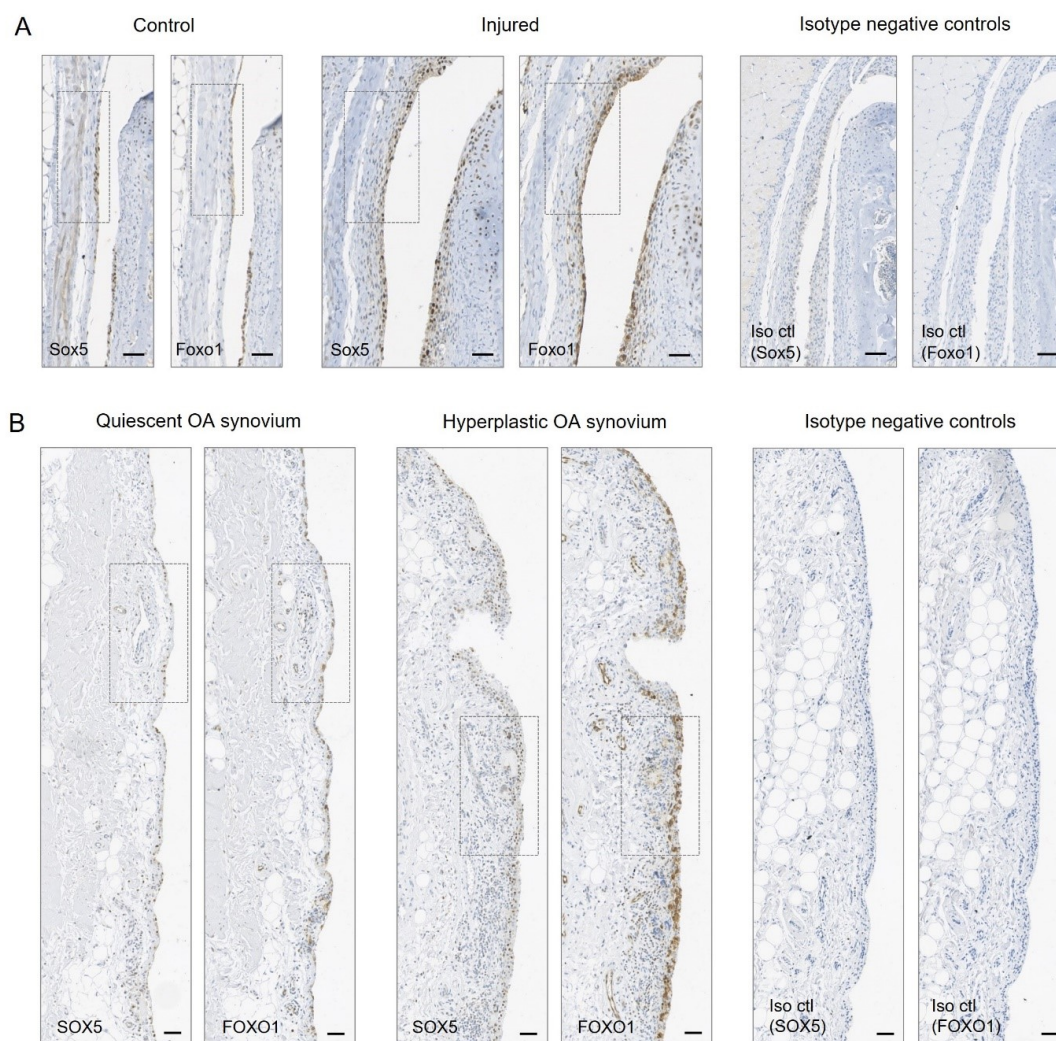 A
Control
Injured
Isotype negative controls
Sox5
Foxo1
Sox5
Foxo1
Iso ctl
(Sox5)
Iso ctl
(Foxo1)
B
Quiescent OA synovium
Hyperplastic OA synovium
Isotype negative controls
SOX5
FOXO1
SOX5
FOXO1
Iso ctl
(SOX5)
Iso ctl
(FOXO1)